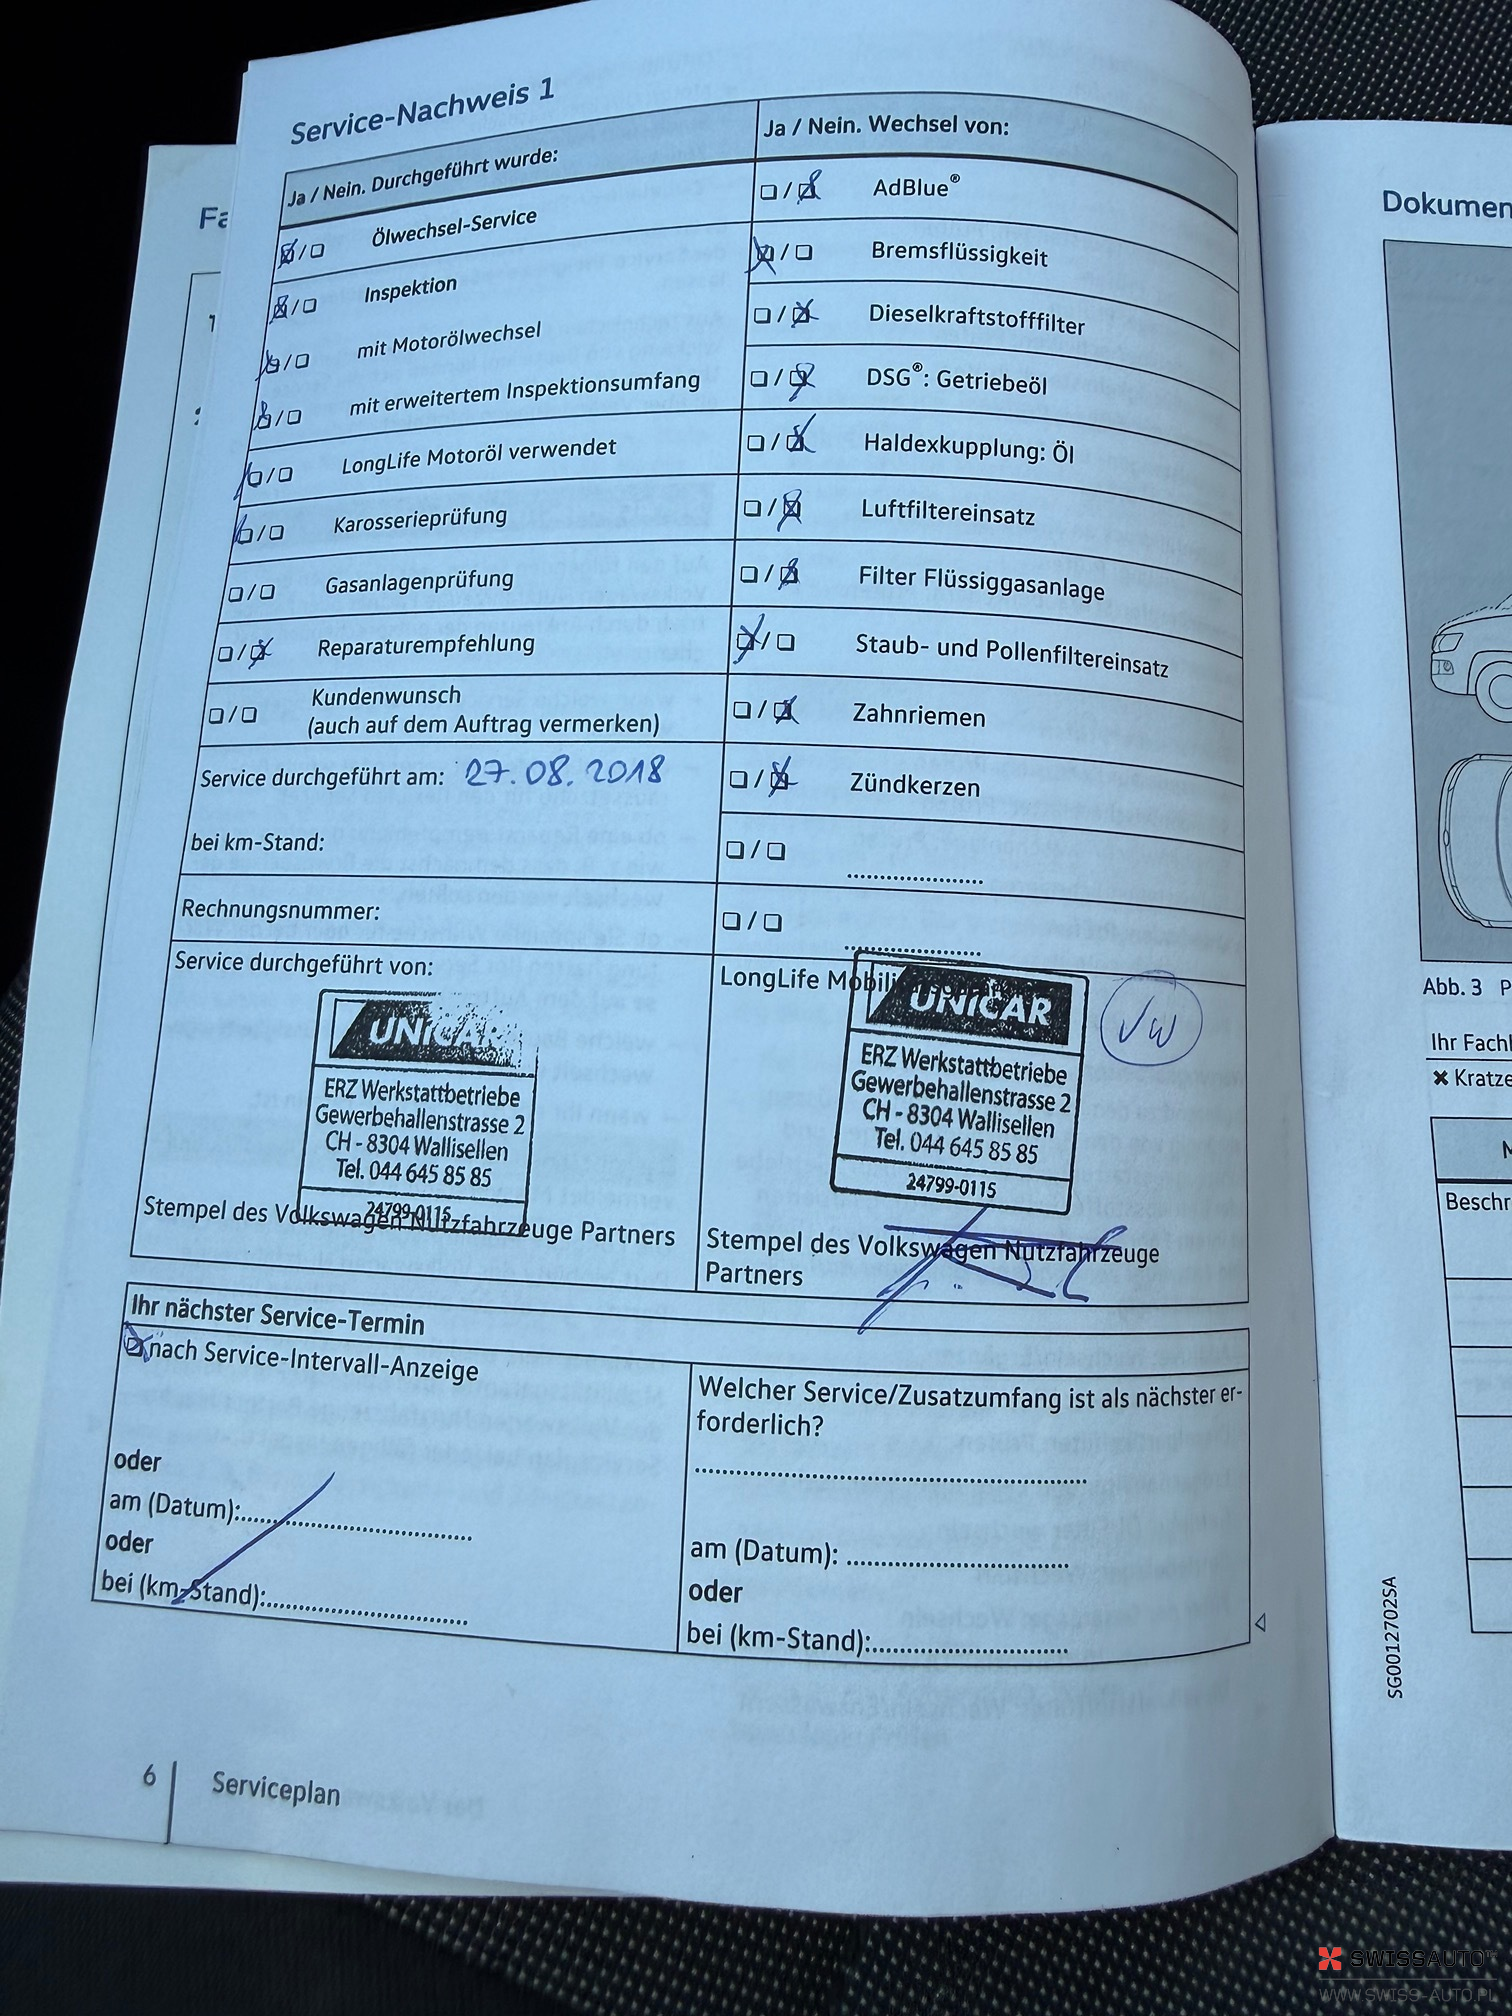 Service-Nachweis 1
Ja / Nein. Durchgeführt wurde:
Ölwechsel-Service
Inspektion
mit Motorölwechsel
mit erweitertem Inspektionsumfang
LongLife Motoröl verwendet
Karosserieprüfung
Gasanlagenprüfung
Reparaturempfehlung
Kundenwunsch
(auch auf dem Auftrag vermerken)
Service durchgeführt am: 27.08.2018
bei km-Stand:
Rechnungsnummer:
Service durchgeführt von:
UNICAR
ERZ Werkstattbetriebe
Gewerbehallenstrasse 2
CH - 8304 Wallisellen
Tel. 044 645 85 85
24799-0115
Stempel des Volkswagen Nutzfahrzeuge Partners
Ja / Nein. Wechsel von:
AdBlue®
Bremsflüssigkeit
Dieselkraftstofffilter
DSG®: Getriebeöl
Haldexkupplung: Öl
Luftfiltereinsatz
Filter Flüssiggasanlage
Staub- und Pollenfiltereinsatz
Zahnriemen
Zündkerzen
LongLife
UNICAR
VW
ERZ Werkstattbetriebe
Gewerbehallenstrasse 2
CH - 8304 Wallisellen
Tel. 044 645 85 85
24799-0115
Stempel des Volkswagen Nutzfahrzeuge
Partners
Ihr nächster Service-Termin
nach Service-Intervall-Anzeige
oder
am (Datum):
oder
bei (km-Stand):
Welcher Service/Zusatzumfang ist als nächster er-
forderlich?
am (Datum):
oder
bei (km-Stand):
6 Serviceplan
Abb. 3
Ihr
SG0012702SA
SWISSAUTO
WWW.SWISS-AUTO.PL